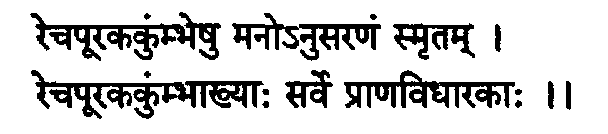 रेचपूरककुंम्भेषु मनोऽनुसरणं स्मृतम् ।
रेचपूरककुंम्भाख्याः सर्वे प्राणविधारकाः ।।